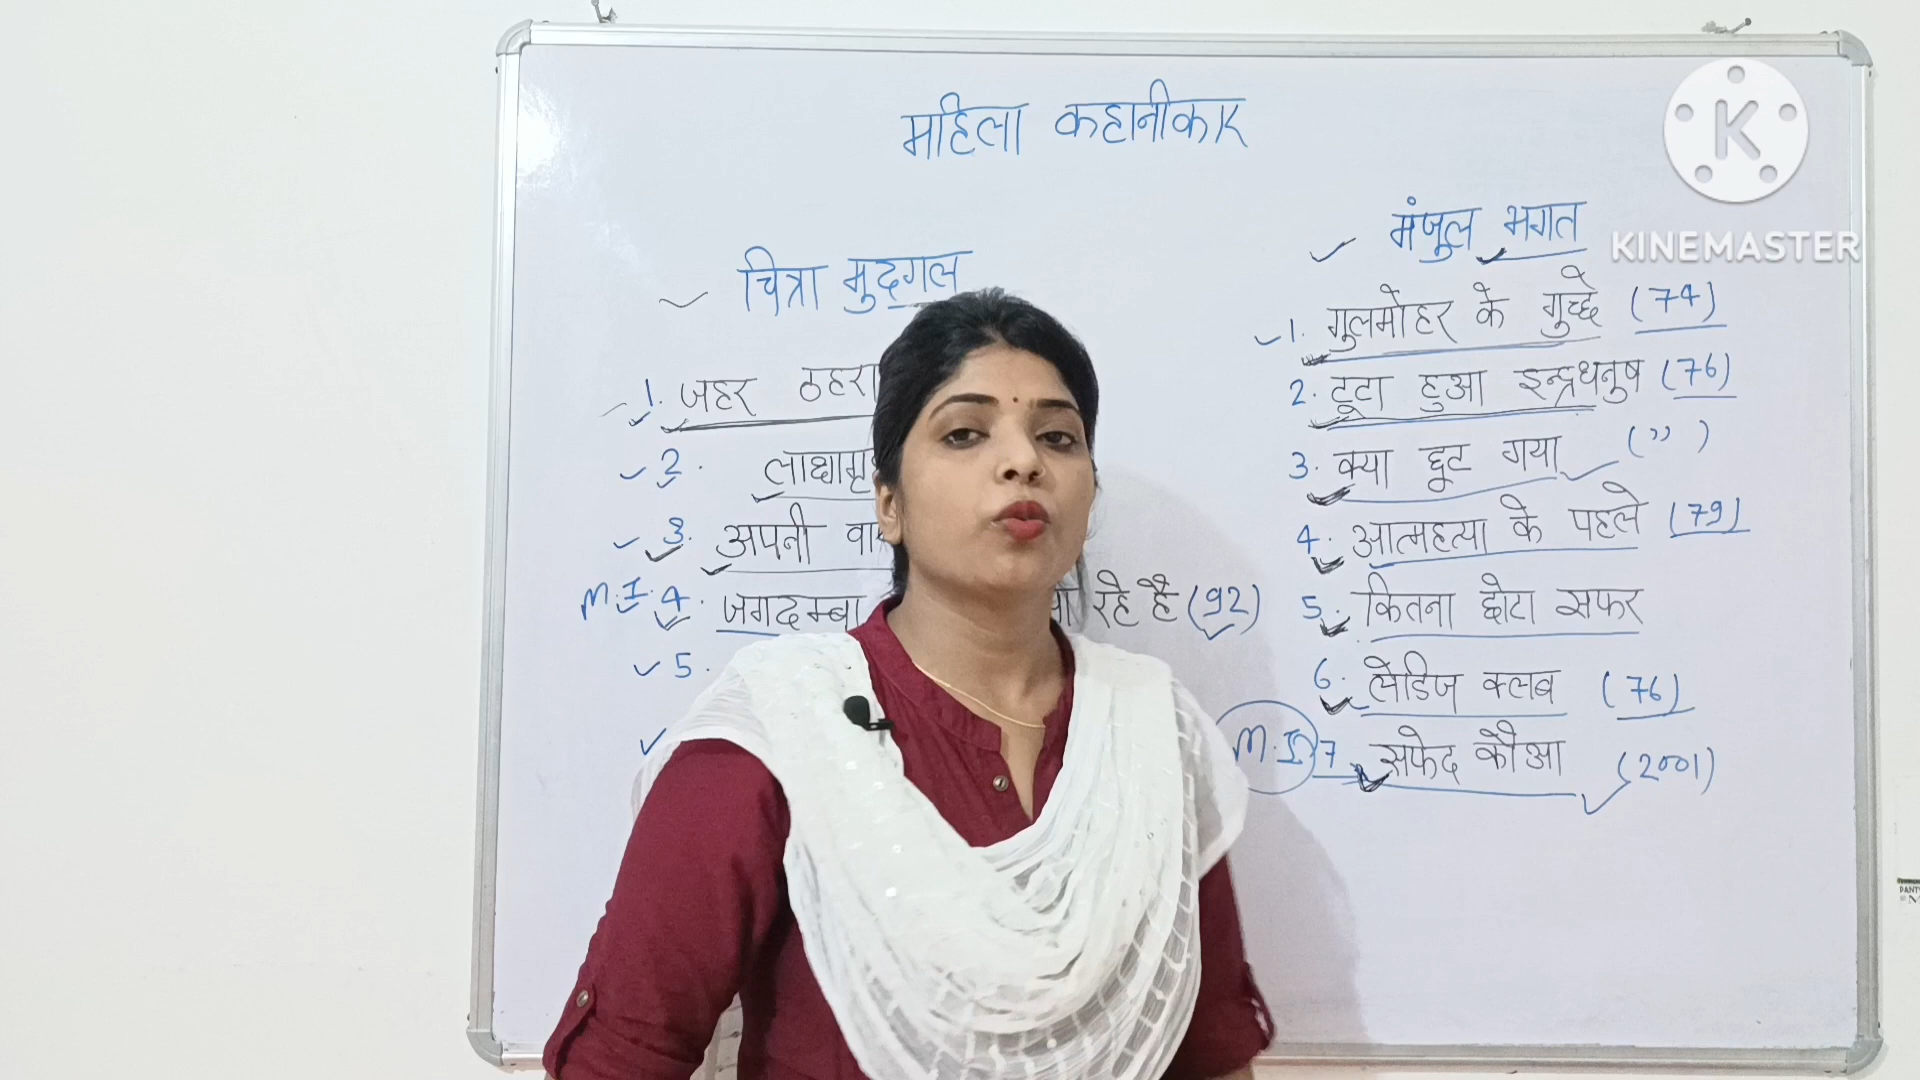 महिला कहानीकार
चित्रा मुदगल
1. जहर
2.
3. अपनी
M.I. 4. जगदम्बा रहे है (92)
5.
मंजुल भगत
1. गुलमोहर के गुच्छे (74)
2. टूटा हुआ इन्द्रधनुष (76)
3. क्या छूट गया (")
4. आत्महत्या के पहले (79)
5. कितना छोटा सफर
6. लेडिज क्लब (76)
M.I 7 सफेद कौआ (2001)
K
KINEMASTER